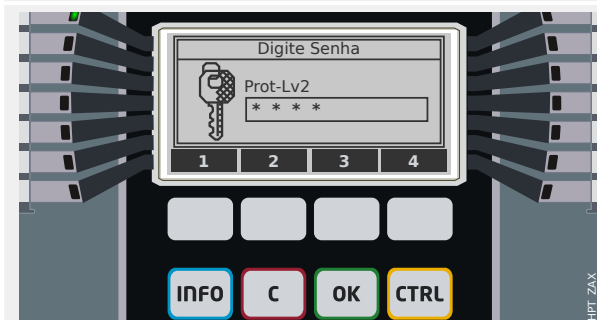 Digite Senha
Prot-Lv2
* * * *
1 2 3 4
INFO C OK CTRL
HPT ZAX